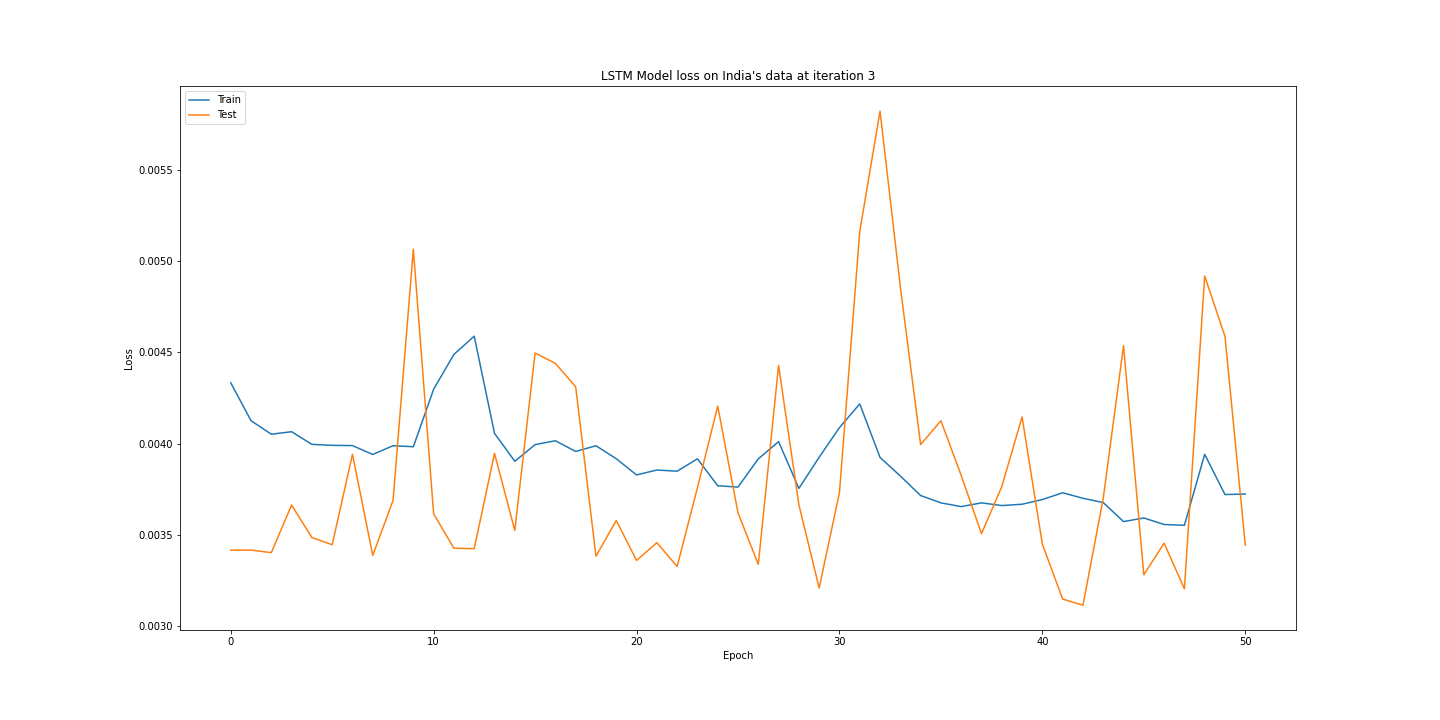 LSTM Model loss on India's data at iteration 3
Train
Test
0.0055
0.0050
0.0045
0.0040
0.0035
0.0030
Loss
0 10 20 30 40 50
Epoch